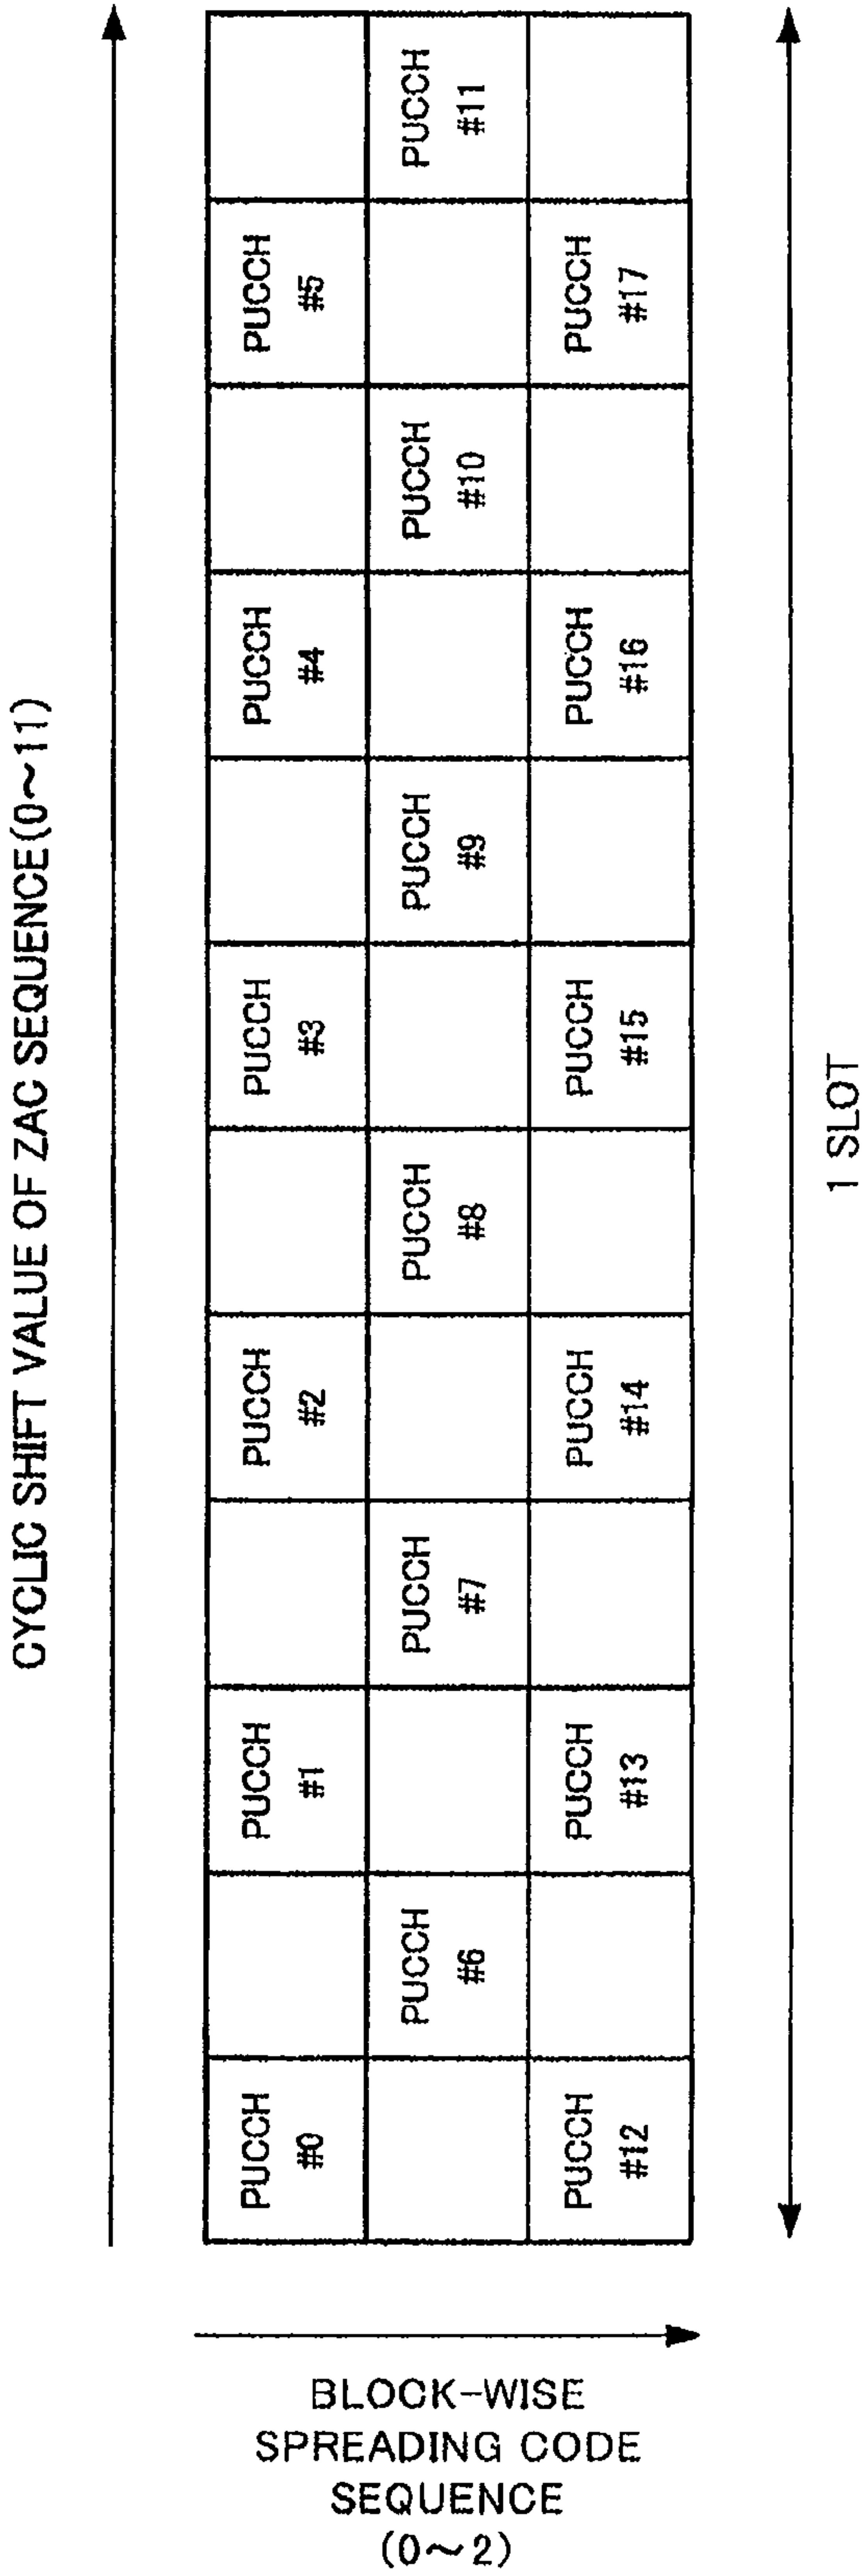 CYCLIC SHIFT VALUE OF ZAC SEQUENCE(0~11)
PUCCH
#0
PUCCH
#1
PUCCH
#2
PUCCH
#3
PUCCH
#4
PUCCH
#5
PUCCH
#6
PUCCH
#7
PUCCH
#8
PUCCH
#9
PUCCH
#10
PUCCH
#11
PUCCH
#12
PUCCH
#13
PUCCH
#14
PUCCH
#15
PUCCH
#16
PUCCH
#17
BLOCK-WISE
SPREADING CODE
SEQUENCE
(0~2)
1 SLOT